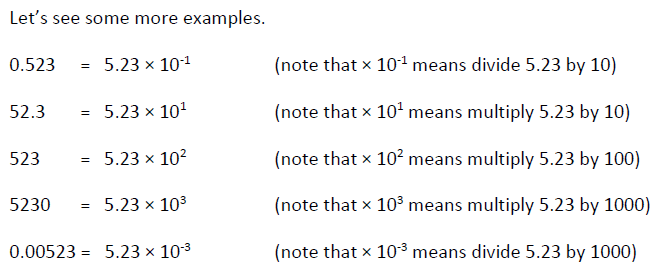 Let’s see some more examples.
0.523 = 5.23 × 10⁻¹ (note that × 10⁻¹ means divide 5.23 by 10)
52.3 = 5.23 × 10¹ (note that × 10¹ means multiply 5.23 by 10)
523 = 5.23 × 10² (note that × 10² means multiply 5.23 by 100)
5230 = 5.23 × 10³ (note that × 10³ means multiply 5.23 by 1000)
0.00523 = 5.23 × 10⁻³ (note that × 10⁻³ means divide 5.23 by 1000)